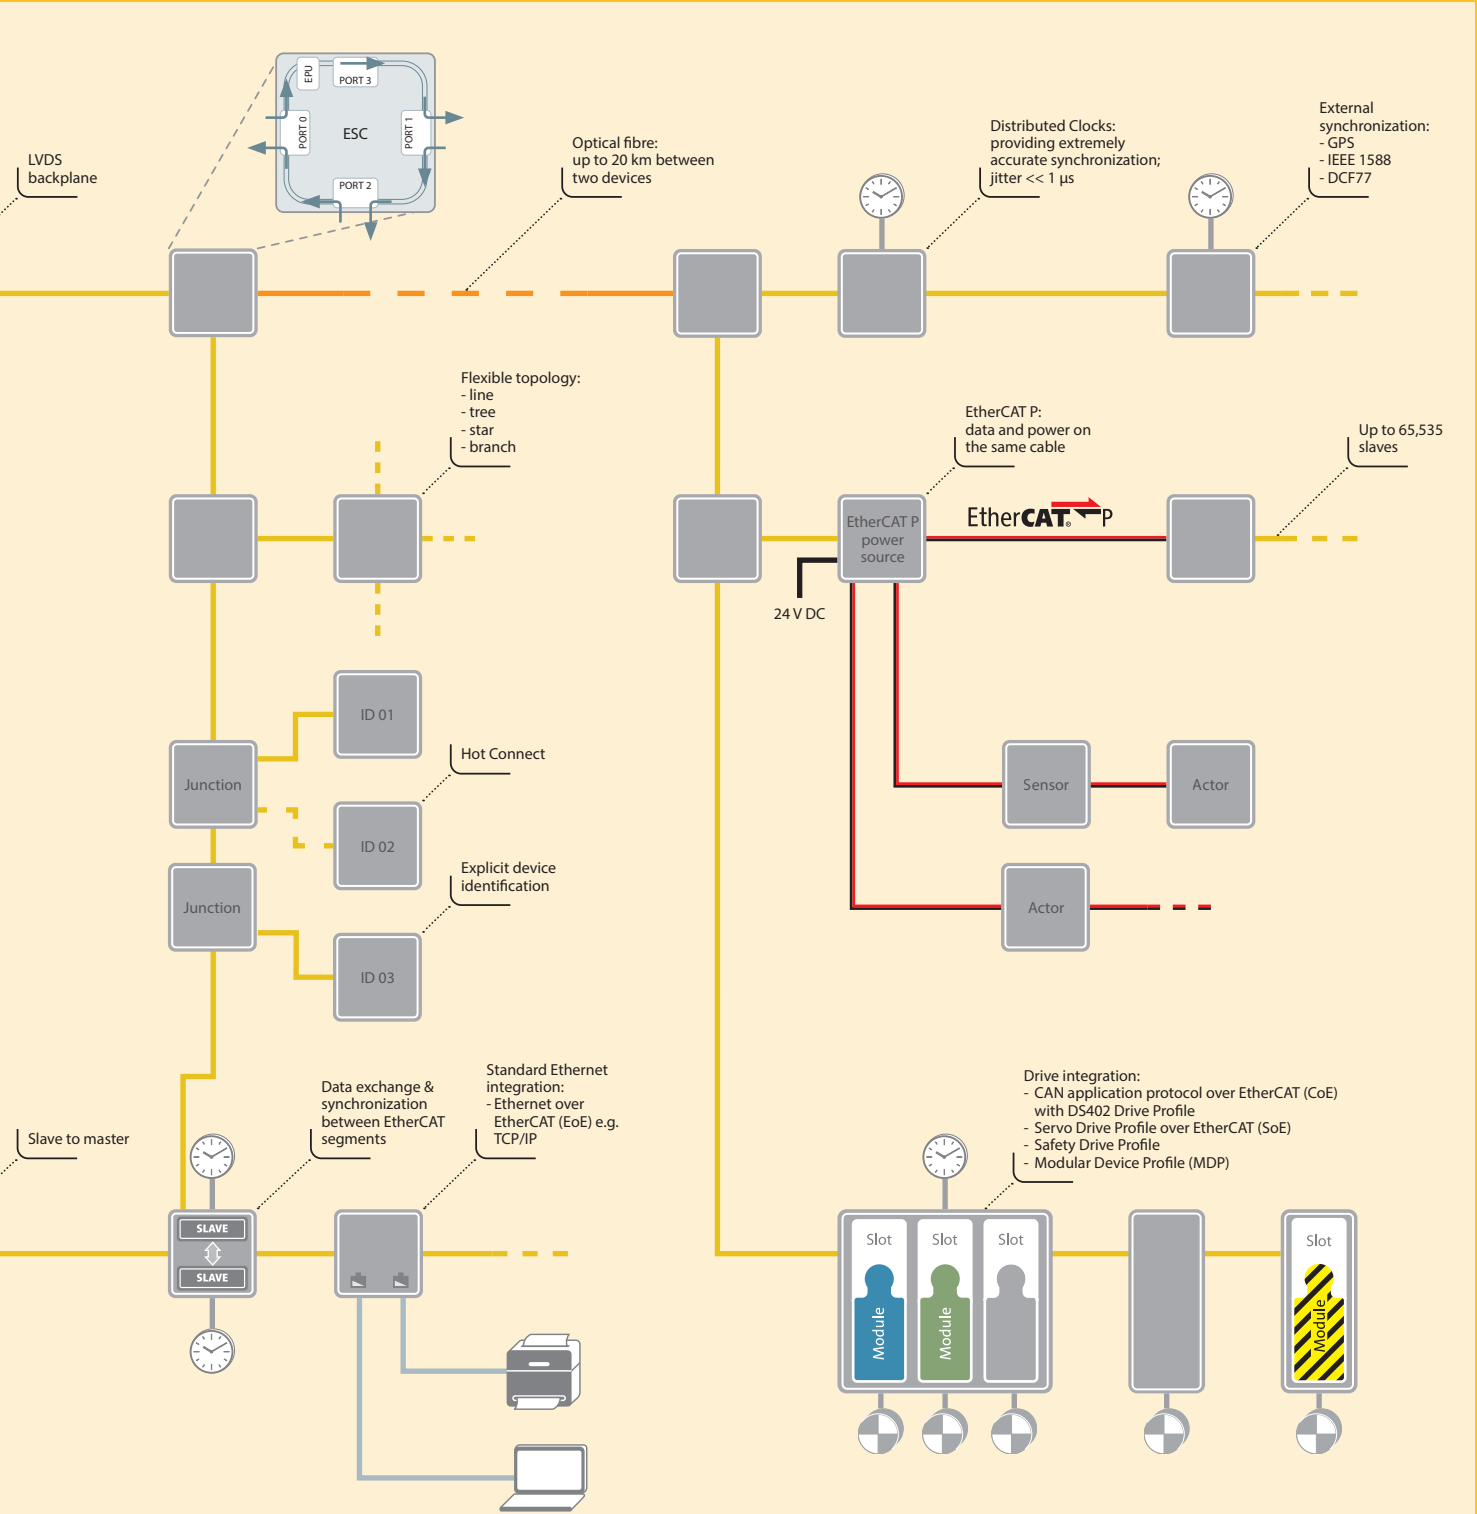 EPU
PORT 3
PORT 0
ESC
PORT 1
PORT 2
LVDS
backplane
Optical fibre:
up to 20 km between
two devices
Distributed Clocks:
providing extremely
accurate synchronization;
jitter << 1 µs
External
synchronization:
- GPS
- IEEE 1588
- DCF77
Flexible topology:
- line
- tree
- star
- branch
EtherCAT P:
data and power on
the same cable
Up to 65,535
slaves
EtherCAT P
power
source
EtherCAT® P
24 V DC
ID 01
Hot Connect
Junction
ID 02
Sensor
Actor
Explicit device
identification
Junction
Actor
ID 03
Slave to master
Data exchange &
synchronization
between EtherCAT
segments
Standard Ethernet
integration:
- Ethernet over
EtherCAT (EoE) e.g.
TCP/IP
Drive integration:
- CAN application protocol over EtherCAT (CoE)
with DS402 Drive Profile
- Servo Drive Profile over EtherCAT (SoE)
- Safety Drive Profile
- Modular Device Profile (MDP)
SLAVE
SLAVE
Slot
Slot
Slot
Slot
Module
Module
Module